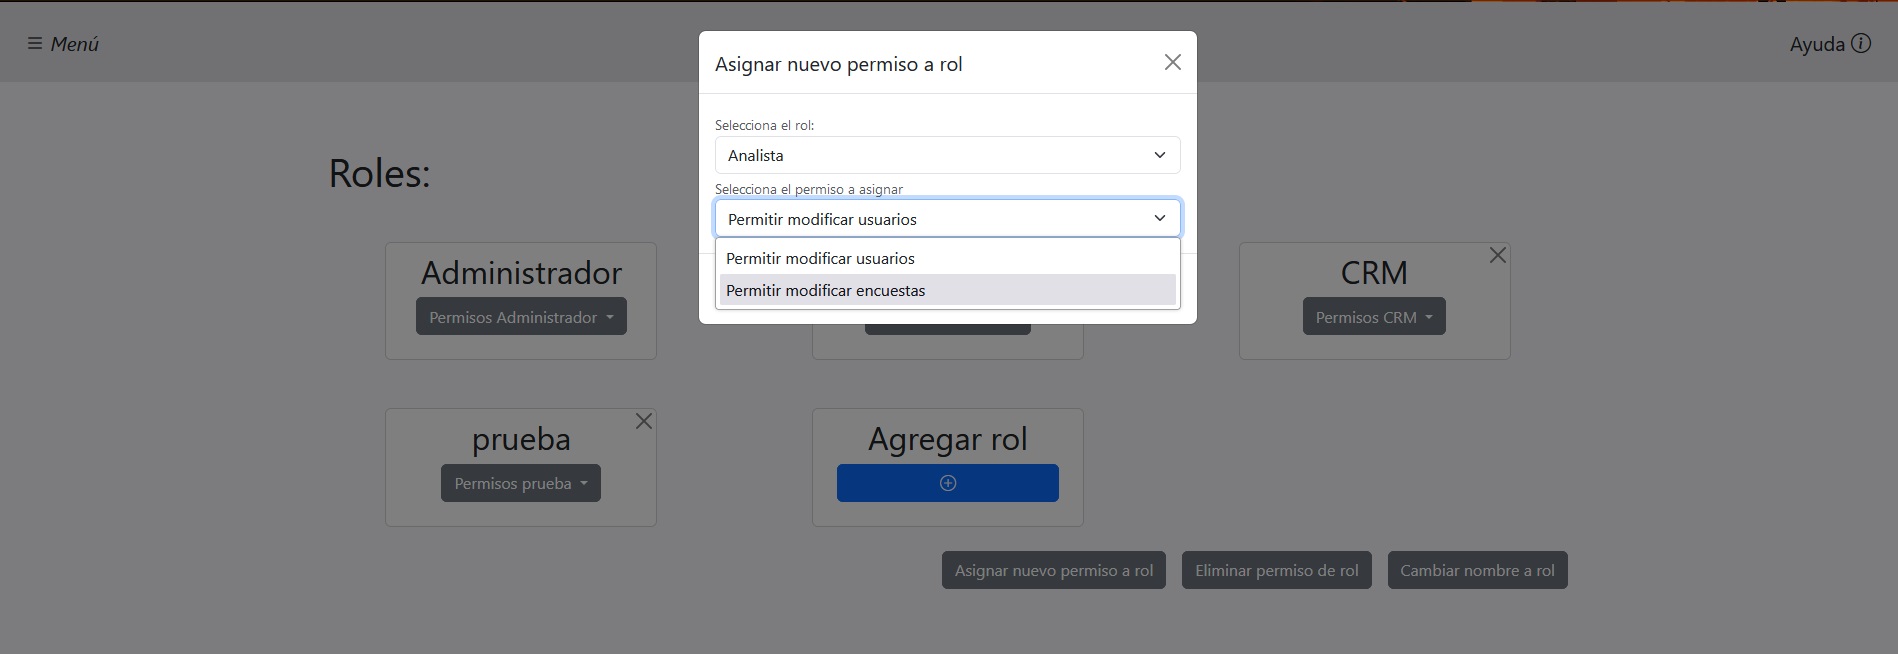 Menú
Ayuda
Asignar nuevo permiso a rol
Selecciona el rol:
Analista
Selecciona el permiso a asignar
Permitir modificar usuarios
Permitir modificar usuarios
Permitir modificar encuestas
Roles:
Administrador
Permisos Administrador
CRM
Permisos CRM
prueba
Permisos prueba
Agregar rol
Asignar nuevo permiso a rol
Eliminar permiso de rol
Cambiar nombre a rol